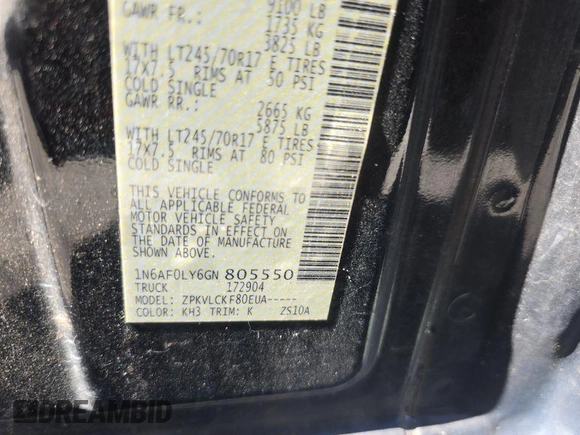 9100 LB
GAWR FR.: 1735 KG
3825 LB
WITH LT245/70R17 E TIRES
17X7.5 RIMS AT 50 PSI
COLD SINGLE
GAWR RR.: 2665 KG
5875 LB
WITH LT245/70R17 E TIRES
17X7.5 RIMS AT 80 PSI
COLD SINGLE
THIS VEHICLE CONFORMS TO
ALL APPLICABLE FEDERAL
MOTOR VEHICLE SAFETY
STANDARDS IN EFFECT ON
THE DATE OF MANUFACTURE SHOWN
ABOVE.
1N6AF0LY6GN 805550
TRUCK 172904
MODEL: ZPKVLCKF80EUA-----
COLOR: KH3 TRIM: K ZS10A
DREAMBID